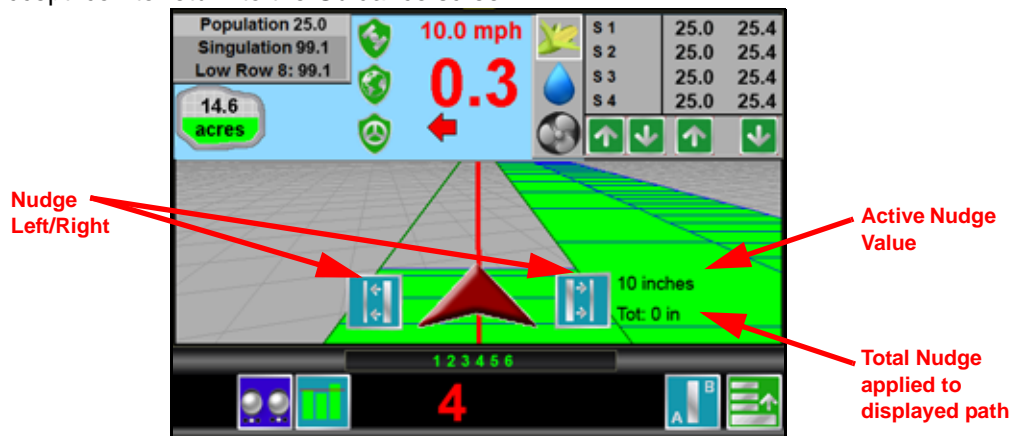 Population 25.0
Singulation 99.1
Low Row 8: 99.1
14.6
acres
10.0 mph
0.3
S 1 25.0 25.4
S 2 25.0 25.4
S 3 25.0 25.4
S 4 25.0 25.4
Nudge
Left/Right
Active Nudge
Value
10 inches
Tot: 0 in
Total Nudge
applied to
displayed path
1 2 3 4 5 6
4
A B